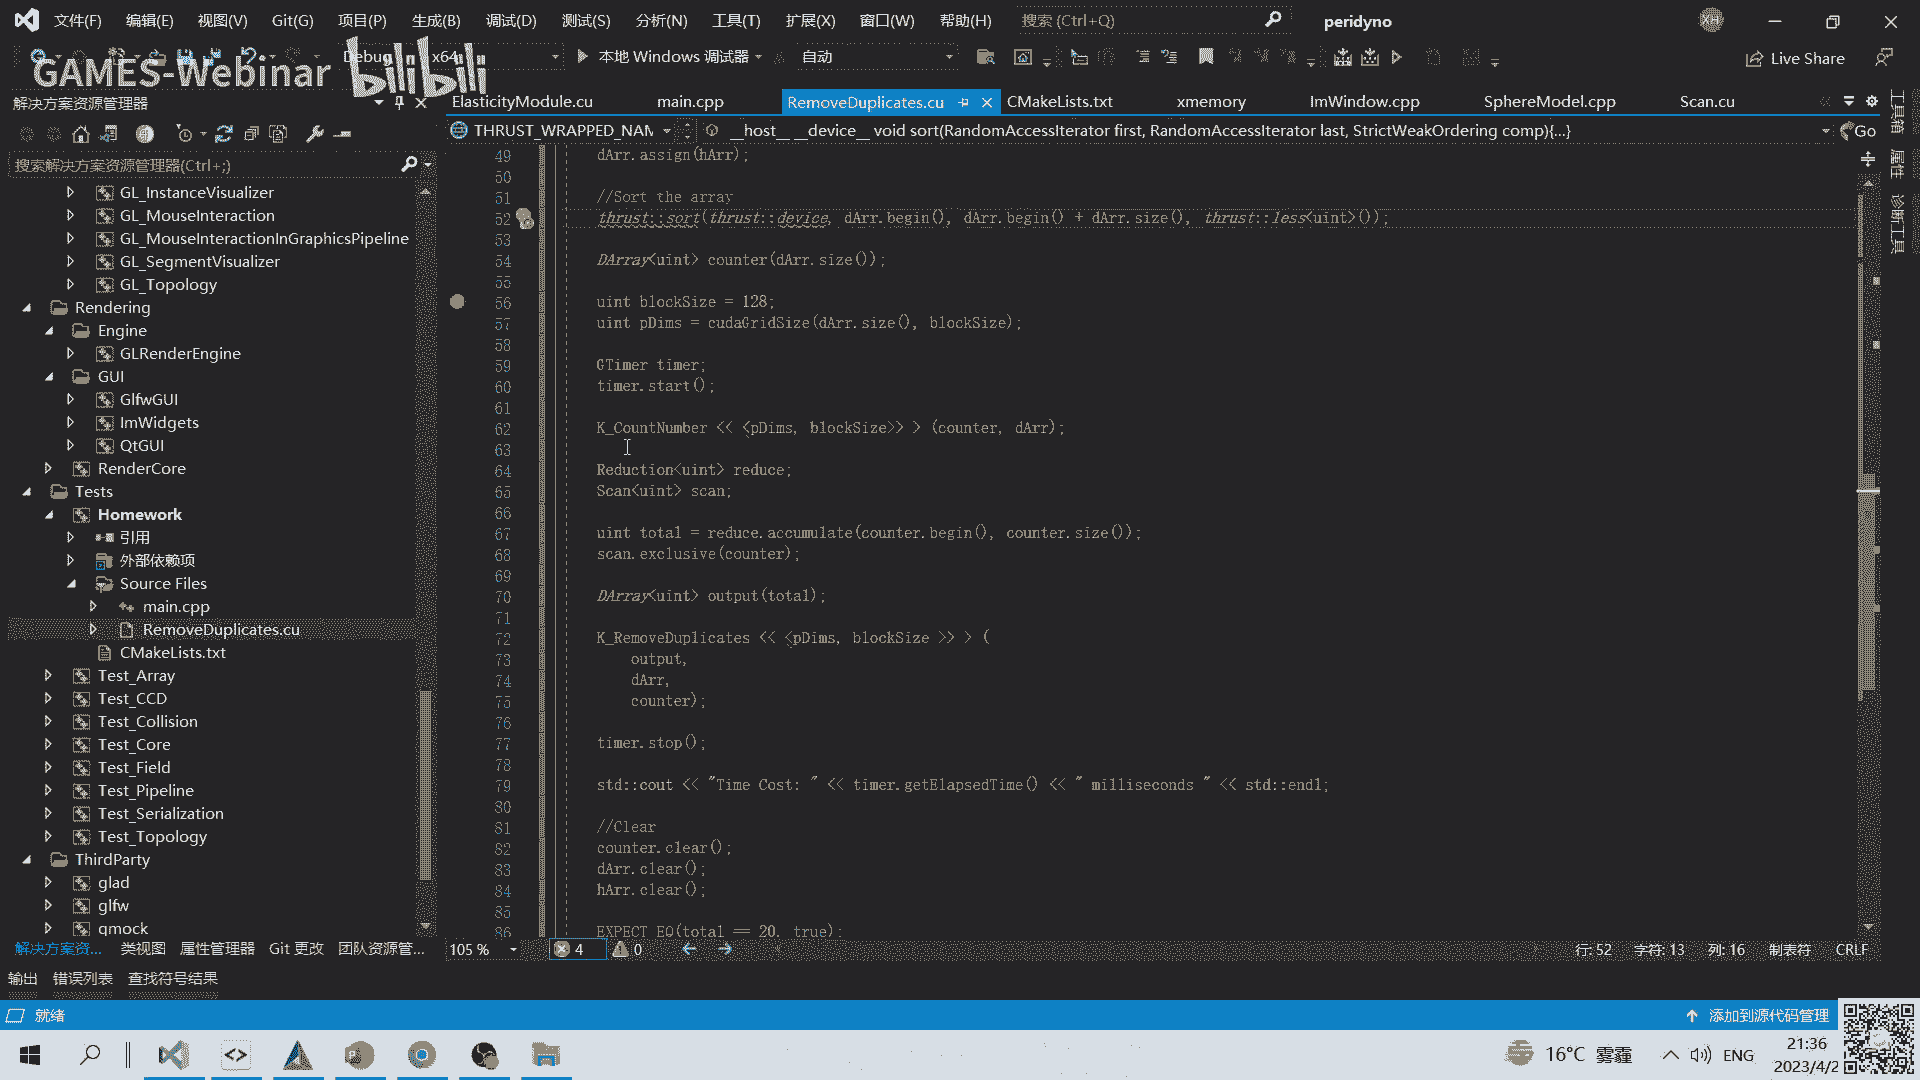 文件(F) 编辑(E) 视图(V) Git(G) 项目(P) 生成(B) 调试(D) 测试(S) 分析(N) 工具(T) 扩展(X) 窗口(W) 帮助(H) 搜索 (Ctrl+Q) peridyno XH
Debug x64 本地 Windows 调试器 自动 Live Share
GAMES-Webinar bilibili
解决方案资源管理器
ElasticityModule.cu main.cpp RemoveDuplicates.cu CMakeLists.txt xmemory ImWindow.cpp SphereModel.cpp Scan.cu
THRUST_WRAPPED_NAM __host__ __device__ void sort(RandomAccessIterator first, RandomAccessIterator last, StrictWeakOrdering comp){...} Go
搜索解决方案资源管理器(Ctrl+;)
GL_InstanceVisualizer
GL_MouseInteraction
GL_MouseInteractionInGraphicsPipeline
GL_SegmentVisualizer
GL_Topology
Rendering
Engine
GLRenderEngine
GUI
GlfwGUI
ImWidgets
QtGUI
RenderCore
Tests
Homework
引用
外部依赖项
Source Files
main.cpp
RemoveDuplicates.cu
CMakeLists.txt
Test_Array
Test_CCD
Test_Collision
Test_Core
Test_Field
Test_Pipeline
Test_Serialization
Test_Topology
ThirdParty
glad
glfw
gmock
49 dArr.assign(hArr);
50
51 //Sort the array
52 thrust::sort(thrust::device, dArr.begin(), dArr.begin() + dArr.size(), thrust::less<uint>());
53
54 DArray<uint> counter(dArr.size());
55
56 uint blockSize = 128;
57 uint pDims = cudaGridSize(dArr.size(), blockSize);
58
59 GTimer timer;
60 timer.start();
61
62 K_CountNumber << <pDims, blockSize>> > (counter, dArr);
63
64 Reduction<uint> reduce;
65 Scan<uint> scan;
66
67 uint total = reduce.accumulate(counter.begin(), counter.size());
68 scan.exclusive(counter);
69
70 DArray<uint> output(total);
71
72 K_RemoveDuplicates << <pDims, blockSize >> > (
73 output,
74 dArr,
75 counter);
76
77 timer.stop();
78
79 std::cout << "Time Cost: " << timer.getElapsedTime() << " milliseconds " << std::endl;
80
81 //Clear
82 counter.clear();
83 dArr.clear();
84 hArr.clear();
85
86 EXPECT_EQ(total == 20, true);
工具箱
属性
诊断工具
解决方案资... 类视图 属性管理器 Git 更改 团队资源管... 105 % 4 0 行: 52 字符: 13 列: 16 制表符 CRLF
输出 错误列表 查找符号结果
就绪 添加到源代码管理
16°C 雾霾 ENG 21:36
2023/4/2